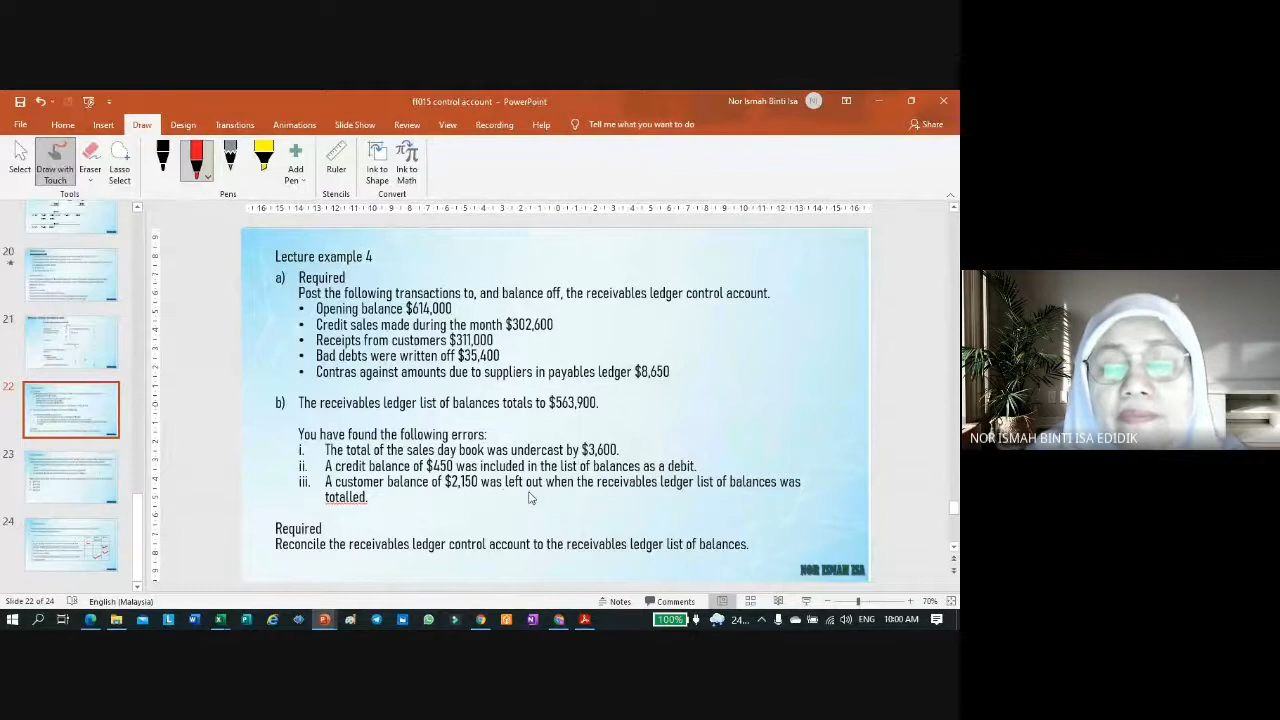 ff015 control account - PowerPoint
Nor Ismah Binti Isa
NI
File Home Insert Draw Design Transitions Animations Slide Show Review View Recording Help Tell me what you want to do
Share
Select
Draw with Touch
Eraser
Lasso Select
Add Pen
Ruler
Ink to Shape
Ink to Math
Tools
Pens
Stencils
Convert
20
21
22
23
24
Lecture example 4
a) Required
Post the following transactions to, and balance off, the receivables ledger control account.
Opening balance $614,000
• Credit sales made during the month $302,600
• Receipts from customers $311,000
• Bad debts were written off $35,400
• Contras against amounts due to suppliers in payables ledger $8,650
b) The receivables ledger list of balances totals to $563,900.
You have found the following errors:
i. The total of the sales day book was undercast by $3,600.
ii. A credit balance of $450 was included in the list of balances as a debit.
iii. A customer balance of $2,150 was left out when the receivables ledger list of balances was
totalled.
Required
Reconcile the receivables ledger control account to the receivables ledger list of balances.
NOR ISMAH ISA
NOR ISMAH BINTI ISA EDIDIK
Slide 22 of 24 English (Malaysia) Notes Comments 70%
100% 24... ENG 10:00 AM